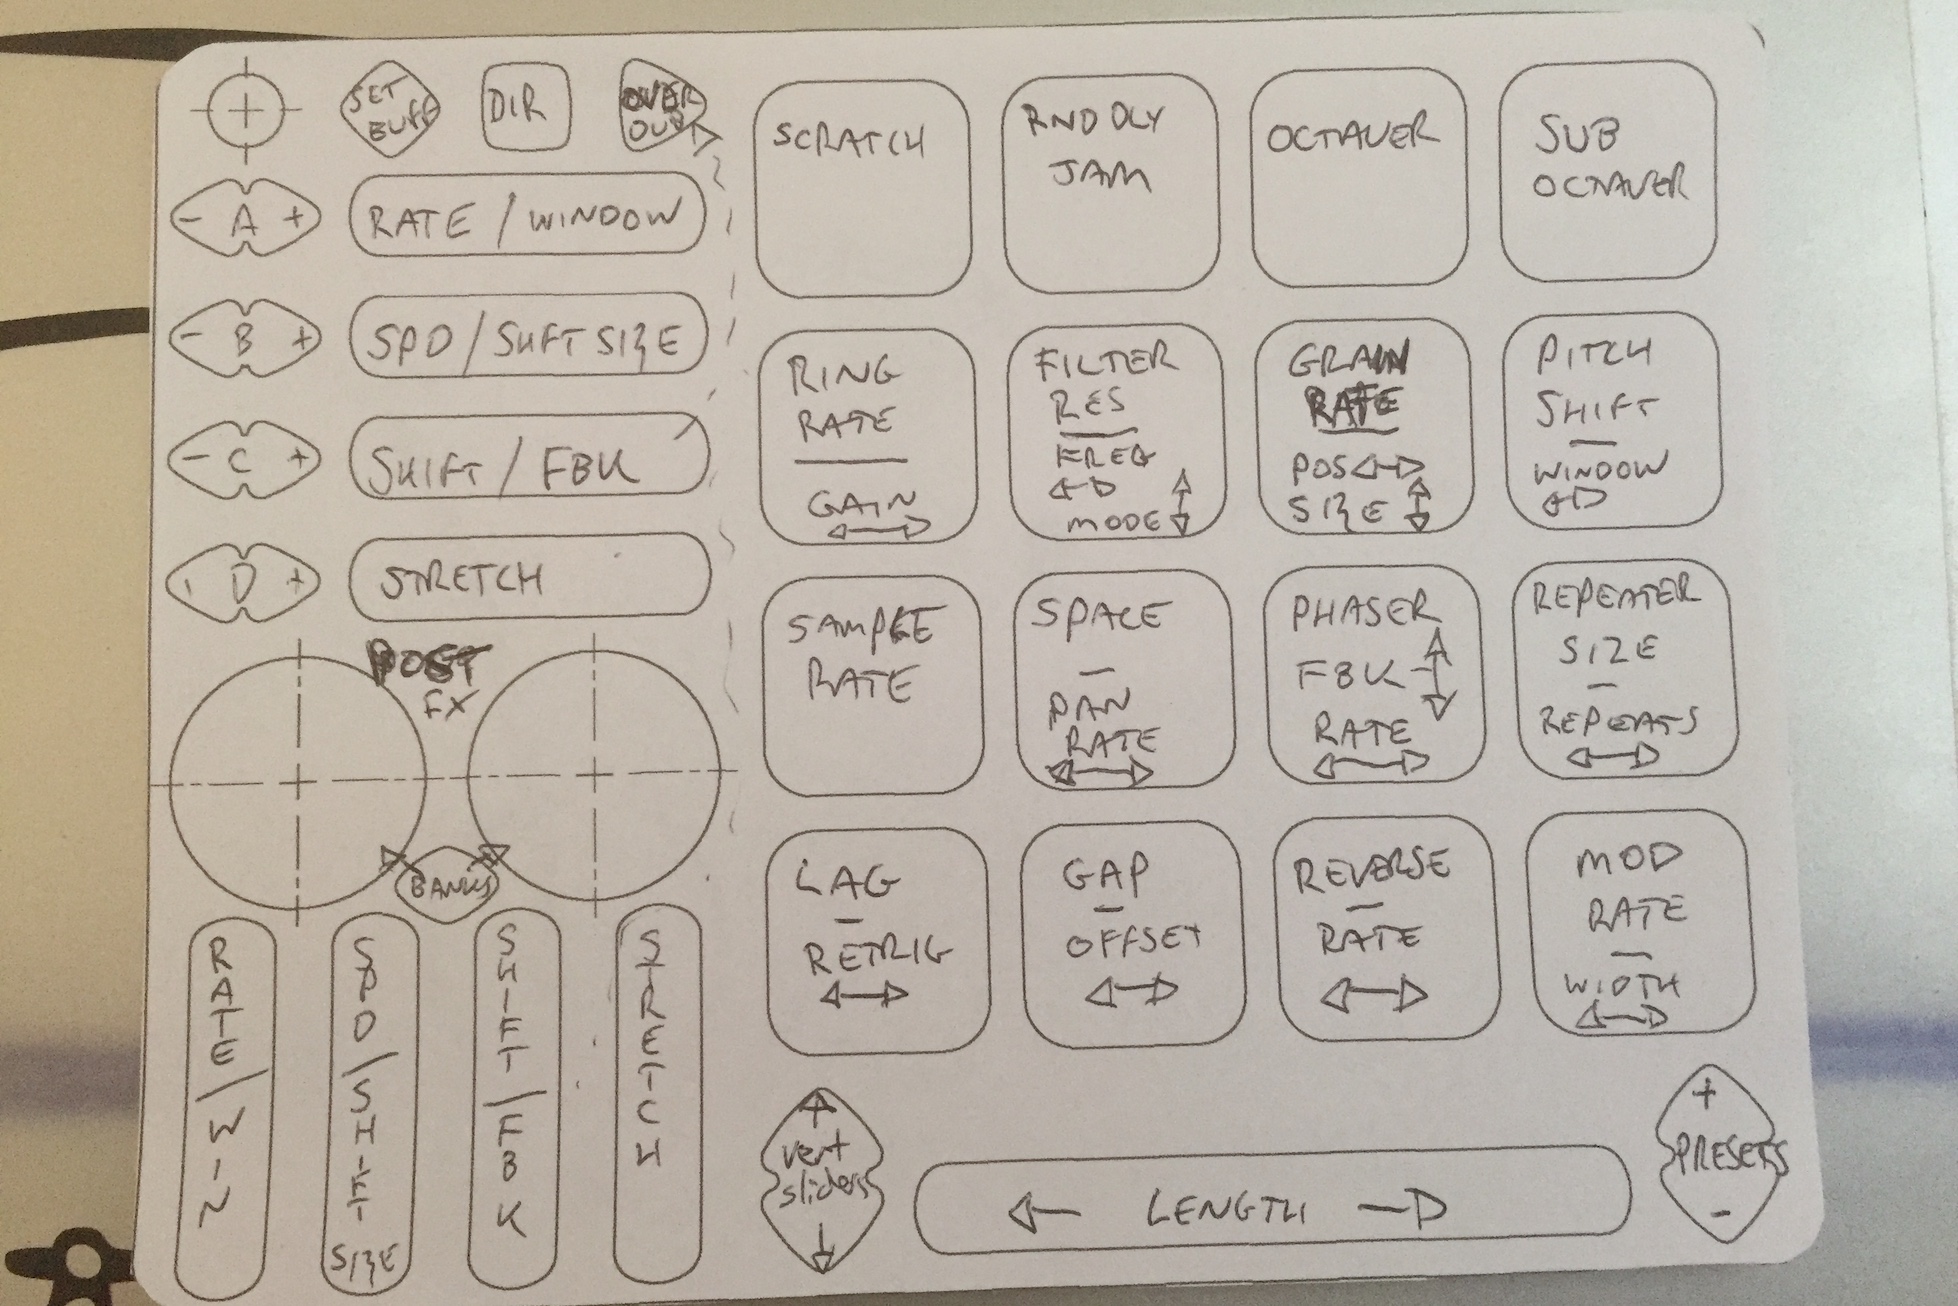 SET
BUFF
DIR
OVER
DUB
- A +
RATE / WINDOW
- B +
SPD / SHFT SIZE
- C +
SHIFT / FBK
- D +
STRETCH
POST
FX
BANKS
RATE/WIN
SPD/SHIFT SIZE
SHIFT/FBK
STRETCH
SCRATCH
RND DLY
JAM
OCTAVER
SUB
OCTAVER
RING
RATE
GAIN
FILTER
RES
FREQ
MODE
GRAIN
RATE
POS
SIZE
PITCH
SHIFT
WINDOW
SAMPLE
RATE
SPACE
PAN
RATE
PHASER
FBK
RATE
REPEATER
SIZE
REPEATS
LAG
RETRIG
GAP
OFFSET
REVERSE
RATE
MOD
RATE
WIDTH
vert
sliders
LENGTH
+
PRESETS
-